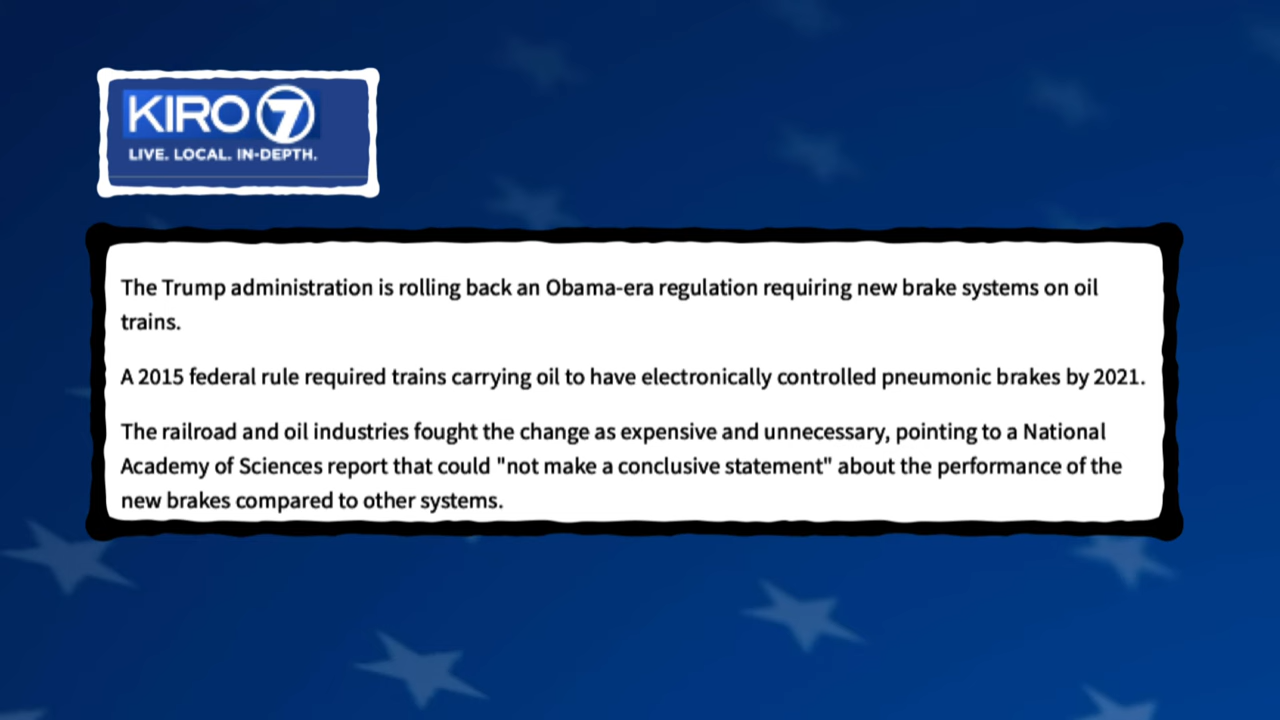 KIRO 7
LIVE. LOCAL. IN-DEPTH.
The Trump administration is rolling back an Obama-era regulation requiring new brake systems on oil
trains.
A 2015 federal rule required trains carrying oil to have electronically controlled pneumonic brakes by 2021.
The railroad and oil industries fought the change as expensive and unnecessary, pointing to a National
Academy of Sciences report that could "not make a conclusive statement" about the performance of the
new brakes compared to other systems.